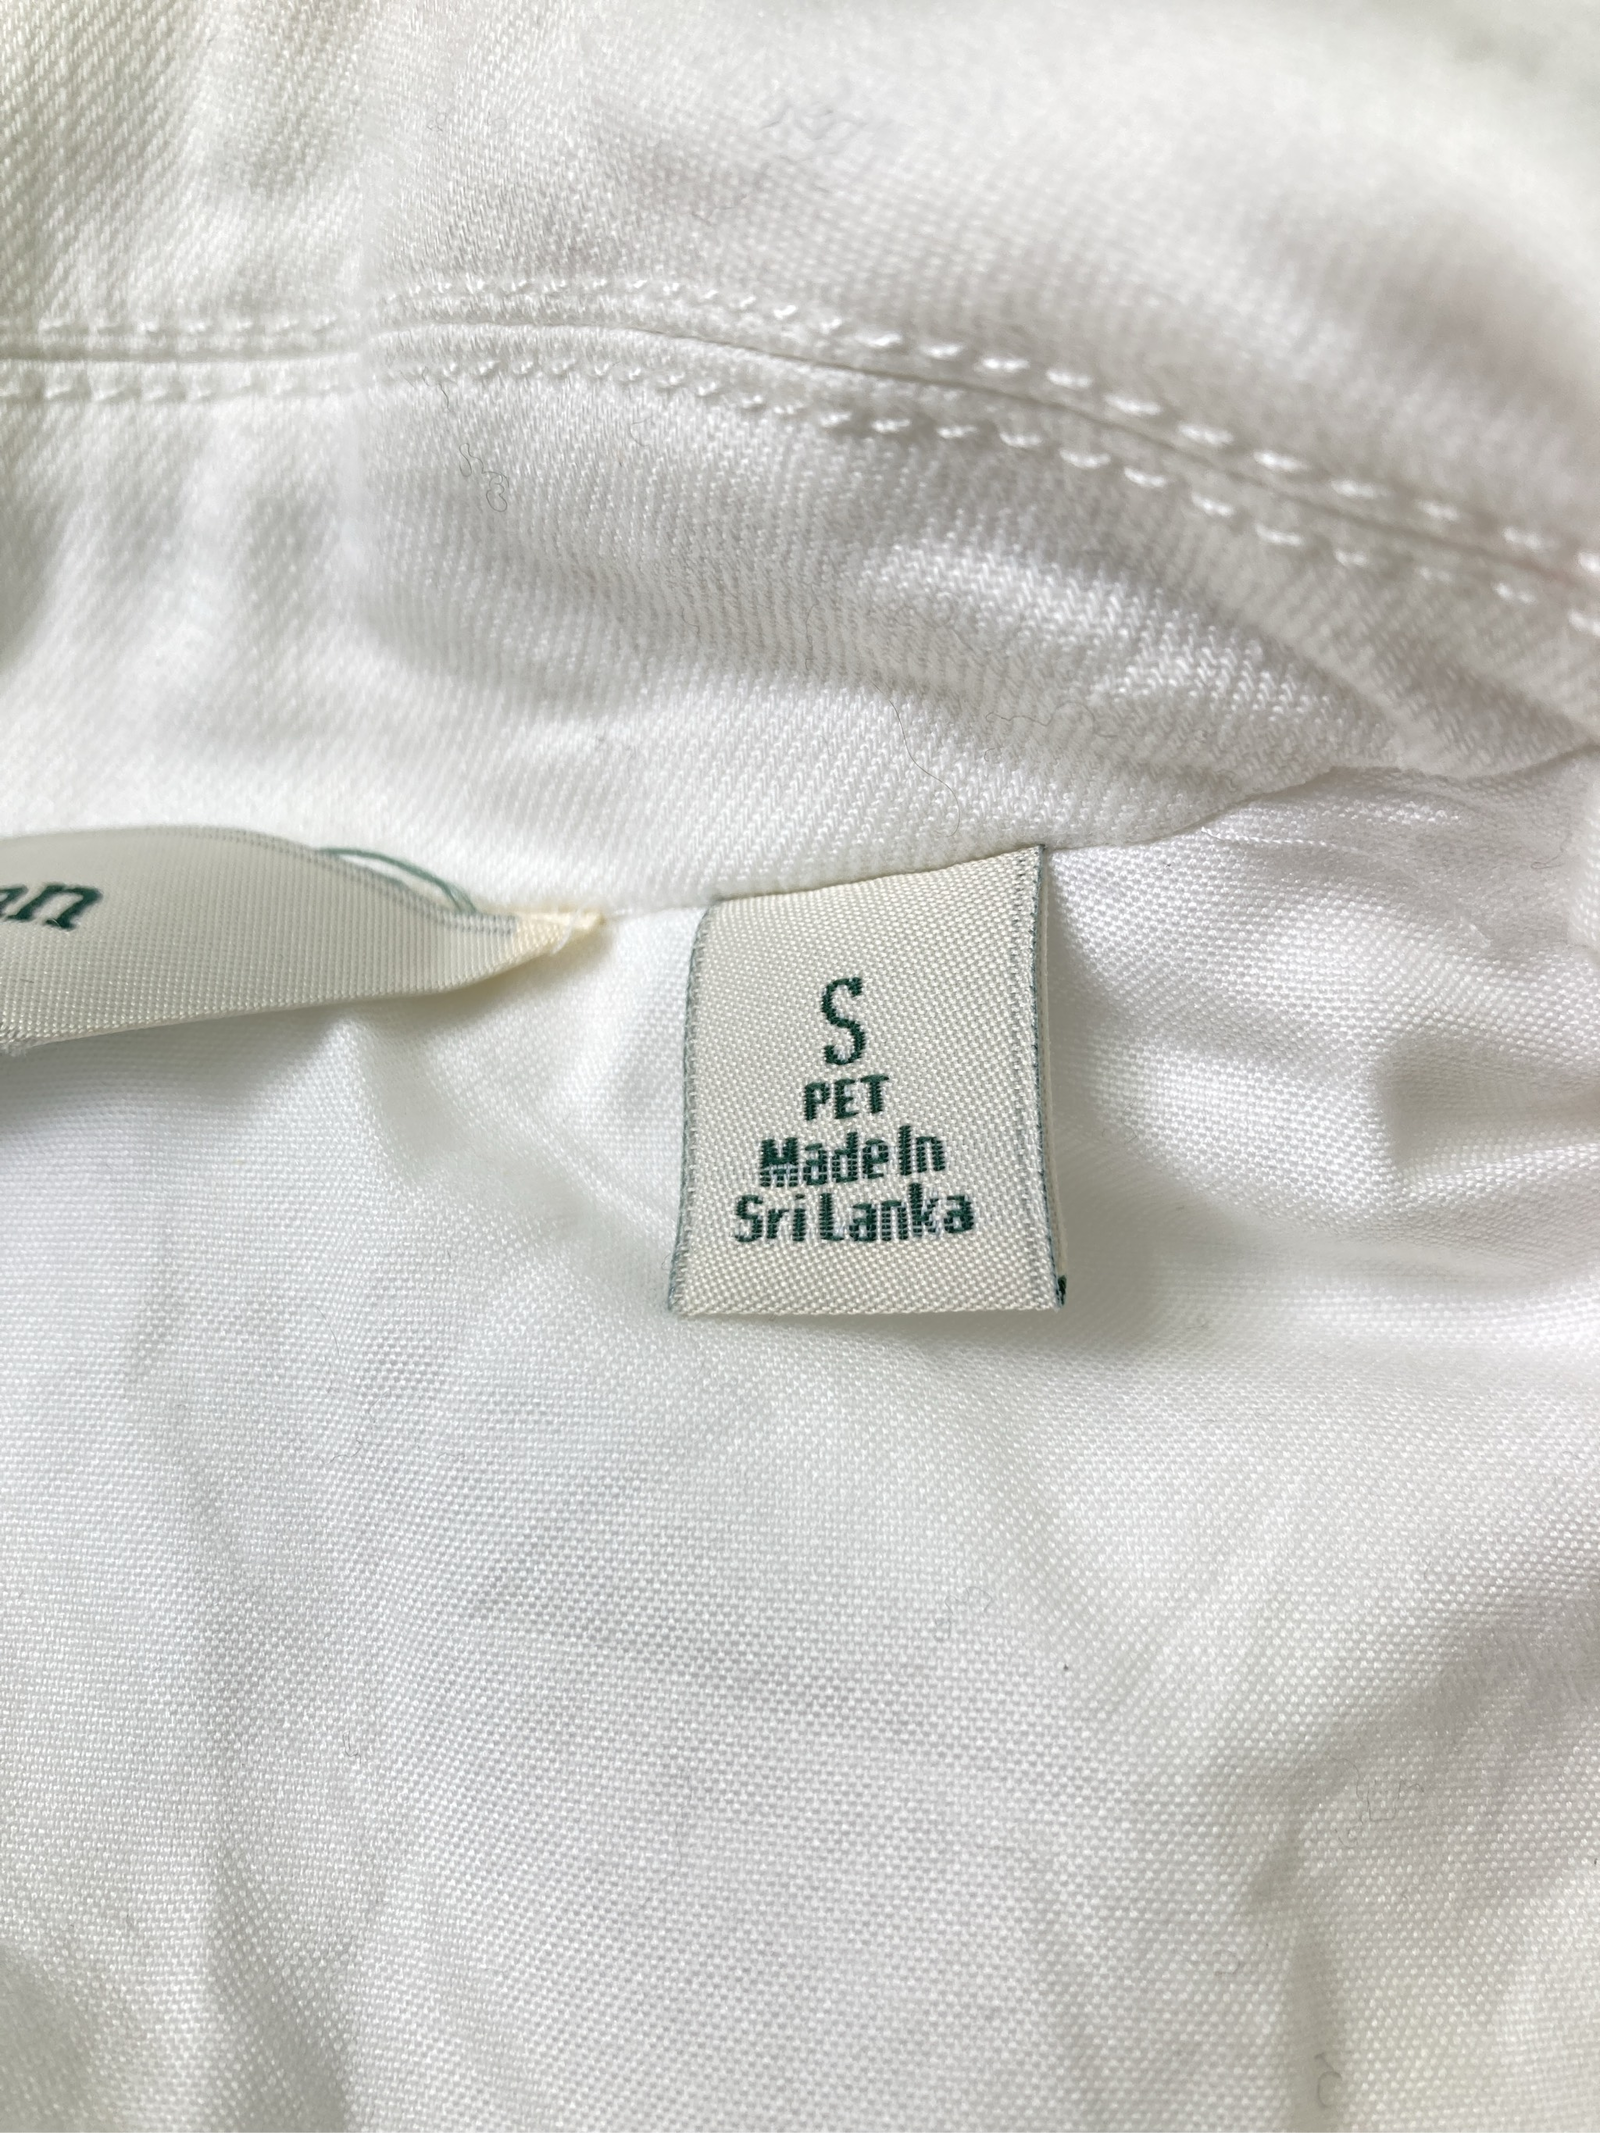 S
PET
Made In
Sri Lanka